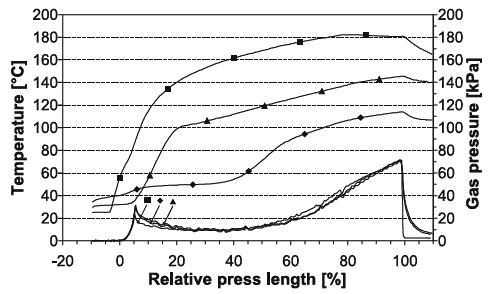 200 200
180 180
160 160
140 140
120 120
100 100
80 80
60 60
40 40
20 20
0 0
-20 0 20 40 60 80 100
Temperature [°C]
Gas pressure [kPa]
Relative press length [%]